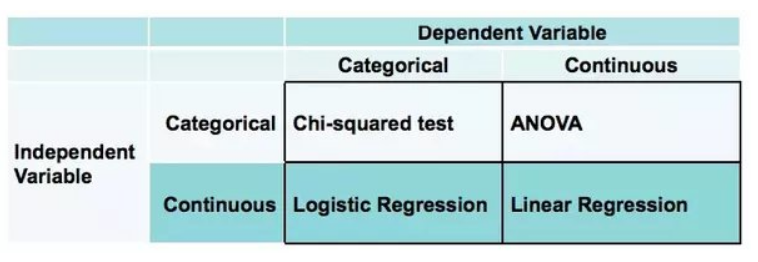 Dependent Variable
Categorical Continuous
Independent Variable
Categorical Chi-squared test ANOVA
Continuous Logistic Regression Linear Regression